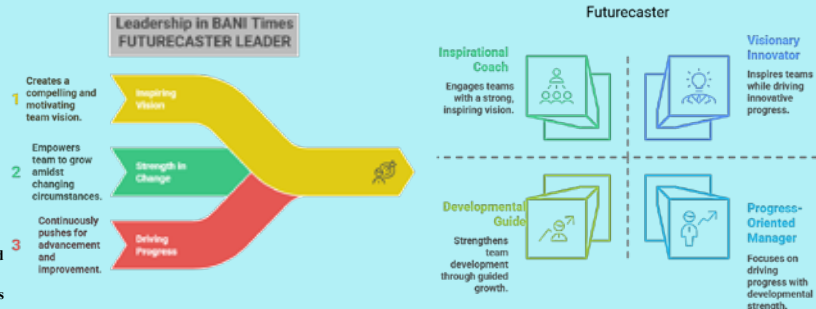 Leadership in BANI Times
FUTURECASTER LEADER
1
Creates a
compelling and
motivating
team vision.
Inspiring
Vision
2
Empowers
team to grow
amidst
changing
circumstances.
Strength in
Change
3
Continuously
pushes for
advancement
and
improvement.
Driving
Progress
d
s
Futurecaster
Inspirational
Coach
Engages teams
with a strong,
inspiring vision.
Visionary
Innovator
Inspires teams
while driving
innovative
progress.
Developmental
Guide
Strengthens
team
development
through guided
growth.
Progress-
Oriented
Manager
Focuses on
driving
progress with
developmental
strength.